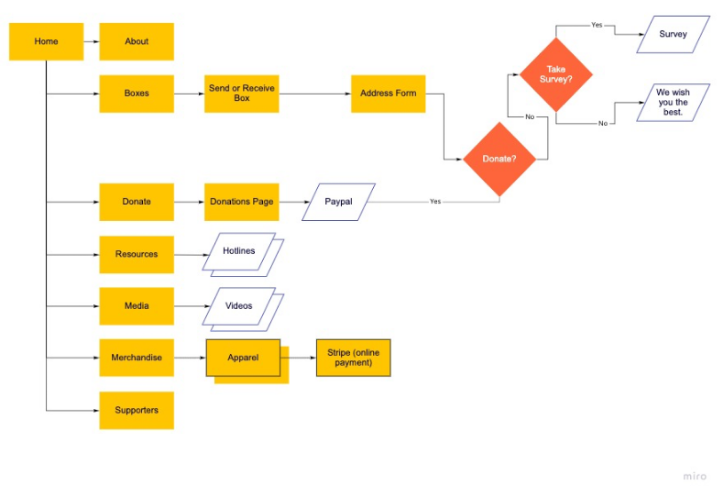 Home
About
Boxes
Send or Receive
Box
Address Form
Donate?
Take
Survey?
Yes
Survey
No
No
We wish
you the
best.
Donate
Donations Page
Paypal
Yes
Resources
Hotlines
Media
Videos
Merchandise
Apparel
Stripe (online
payment)
Supporters
miro